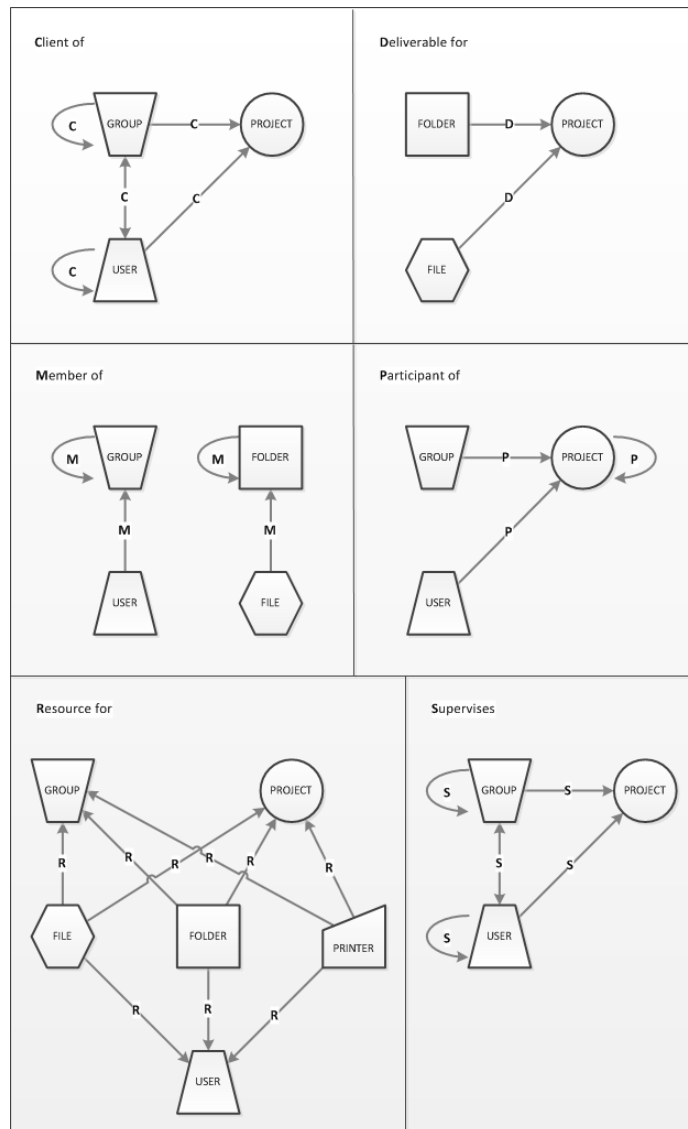 Client of
GROUP
C
PROJECT
C
C
C
USER
C
Deliverable for
FOLDER
D
PROJECT
D
FILE
Member of
M
GROUP
M
FOLDER
M
M
USER
FILE
Participant of
GROUP
P
PROJECT
P
P
USER
Resource for
GROUP
PROJECT
R
R
R
R
R
R
FILE
FOLDER
PRINTER
R
R
R
USER
Supervises
S
GROUP
S
PROJECT
S
S
S
USER